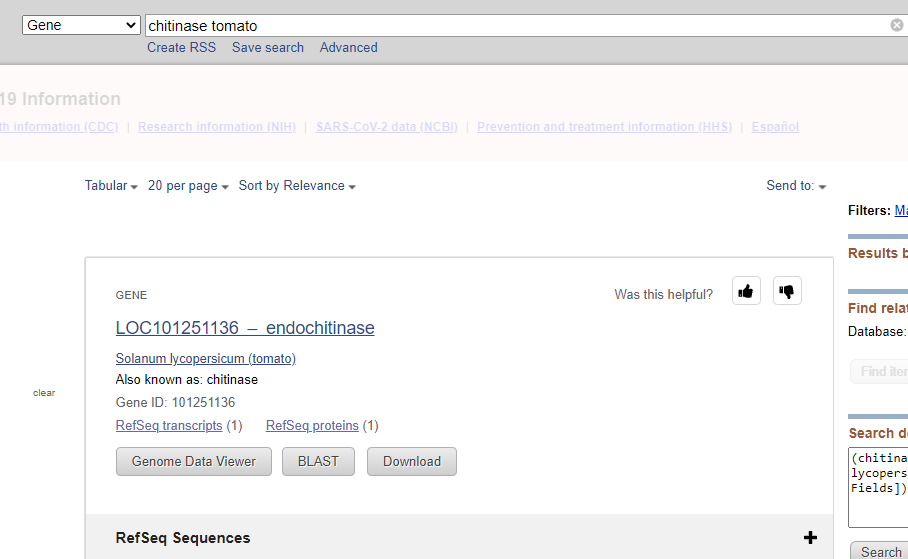 Gene
chitinase tomato
Create RSS Save search Advanced
19 Information
th information (CDC) | Research information (NIH) | SARS-CoV-2 data (NCBI) | Prevention and treatment information (HHS) | Español
Tabular 20 per page Sort by Relevance Send to:
Filters:
Results
GENE
Was this helpful?
LOC101251136 – endochitinase
Find
Database:
Solanum lycopersicum (tomato)
Also known as: chitinase
Find
clear
Gene ID: 101251136
RefSeq transcripts (1) RefSeq proteins (1)
Search
Genome Data Viewer BLAST Download
(chitina
lycopers
Fields])
RefSeq Sequences
Search